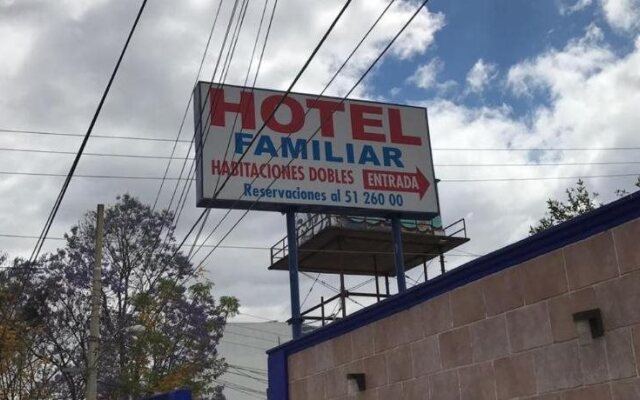 HOTEL
FAMILIAR
HABITACIONES DOBLES ENTRADA
Reservaciones al 51 260 00